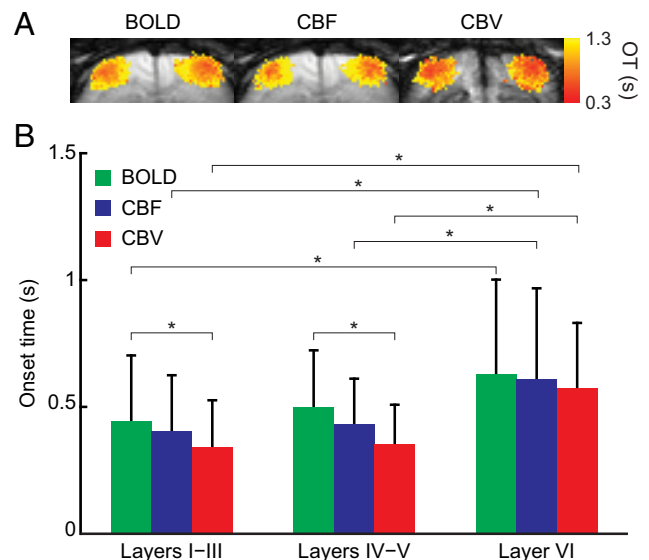 A
BOLD CBF CBV
1.3
OT (s)
0.3
B
1.5
BOLD
CBF
CBV
*
*
*
*
*
*
*
1
0.5
0
Onset time (s)
Layers I–III Layers IV–V Layer VI